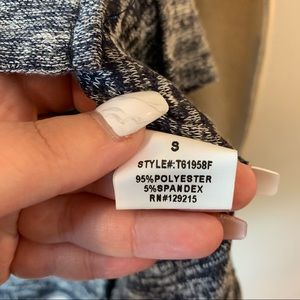 S
STYLE#:T61958F
95%POLYESTER
5%SPANDEX
RN#129215